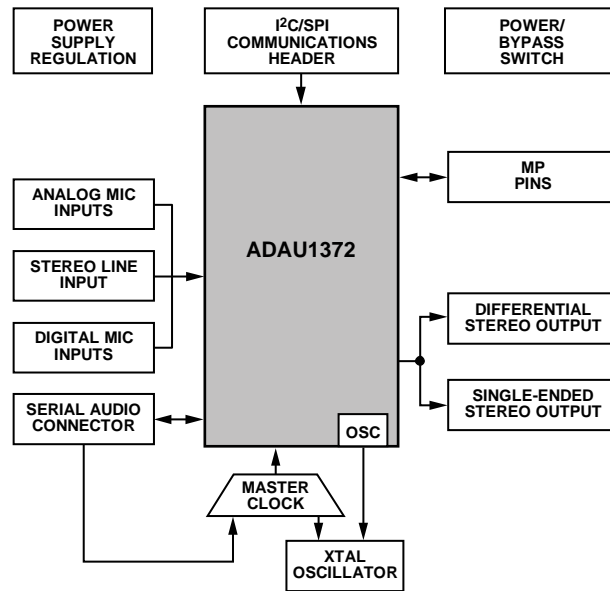 POWER
SUPPLY
REGULATION
I²C/SPI
COMMUNICATIONS
HEADER
POWER/
BYPASS
SWITCH
ANALOG MIC
INPUTS
STEREO LINE
INPUT
DIGITAL MIC
INPUTS
SERIAL AUDIO
CONNECTOR
ADAU1372
OSC
MP
PINS
DIFFERENTIAL
STEREO OUTPUT
SINGLE-ENDED
STEREO OUTPUT
MASTER
CLOCK
XTAL
OSCILLATOR